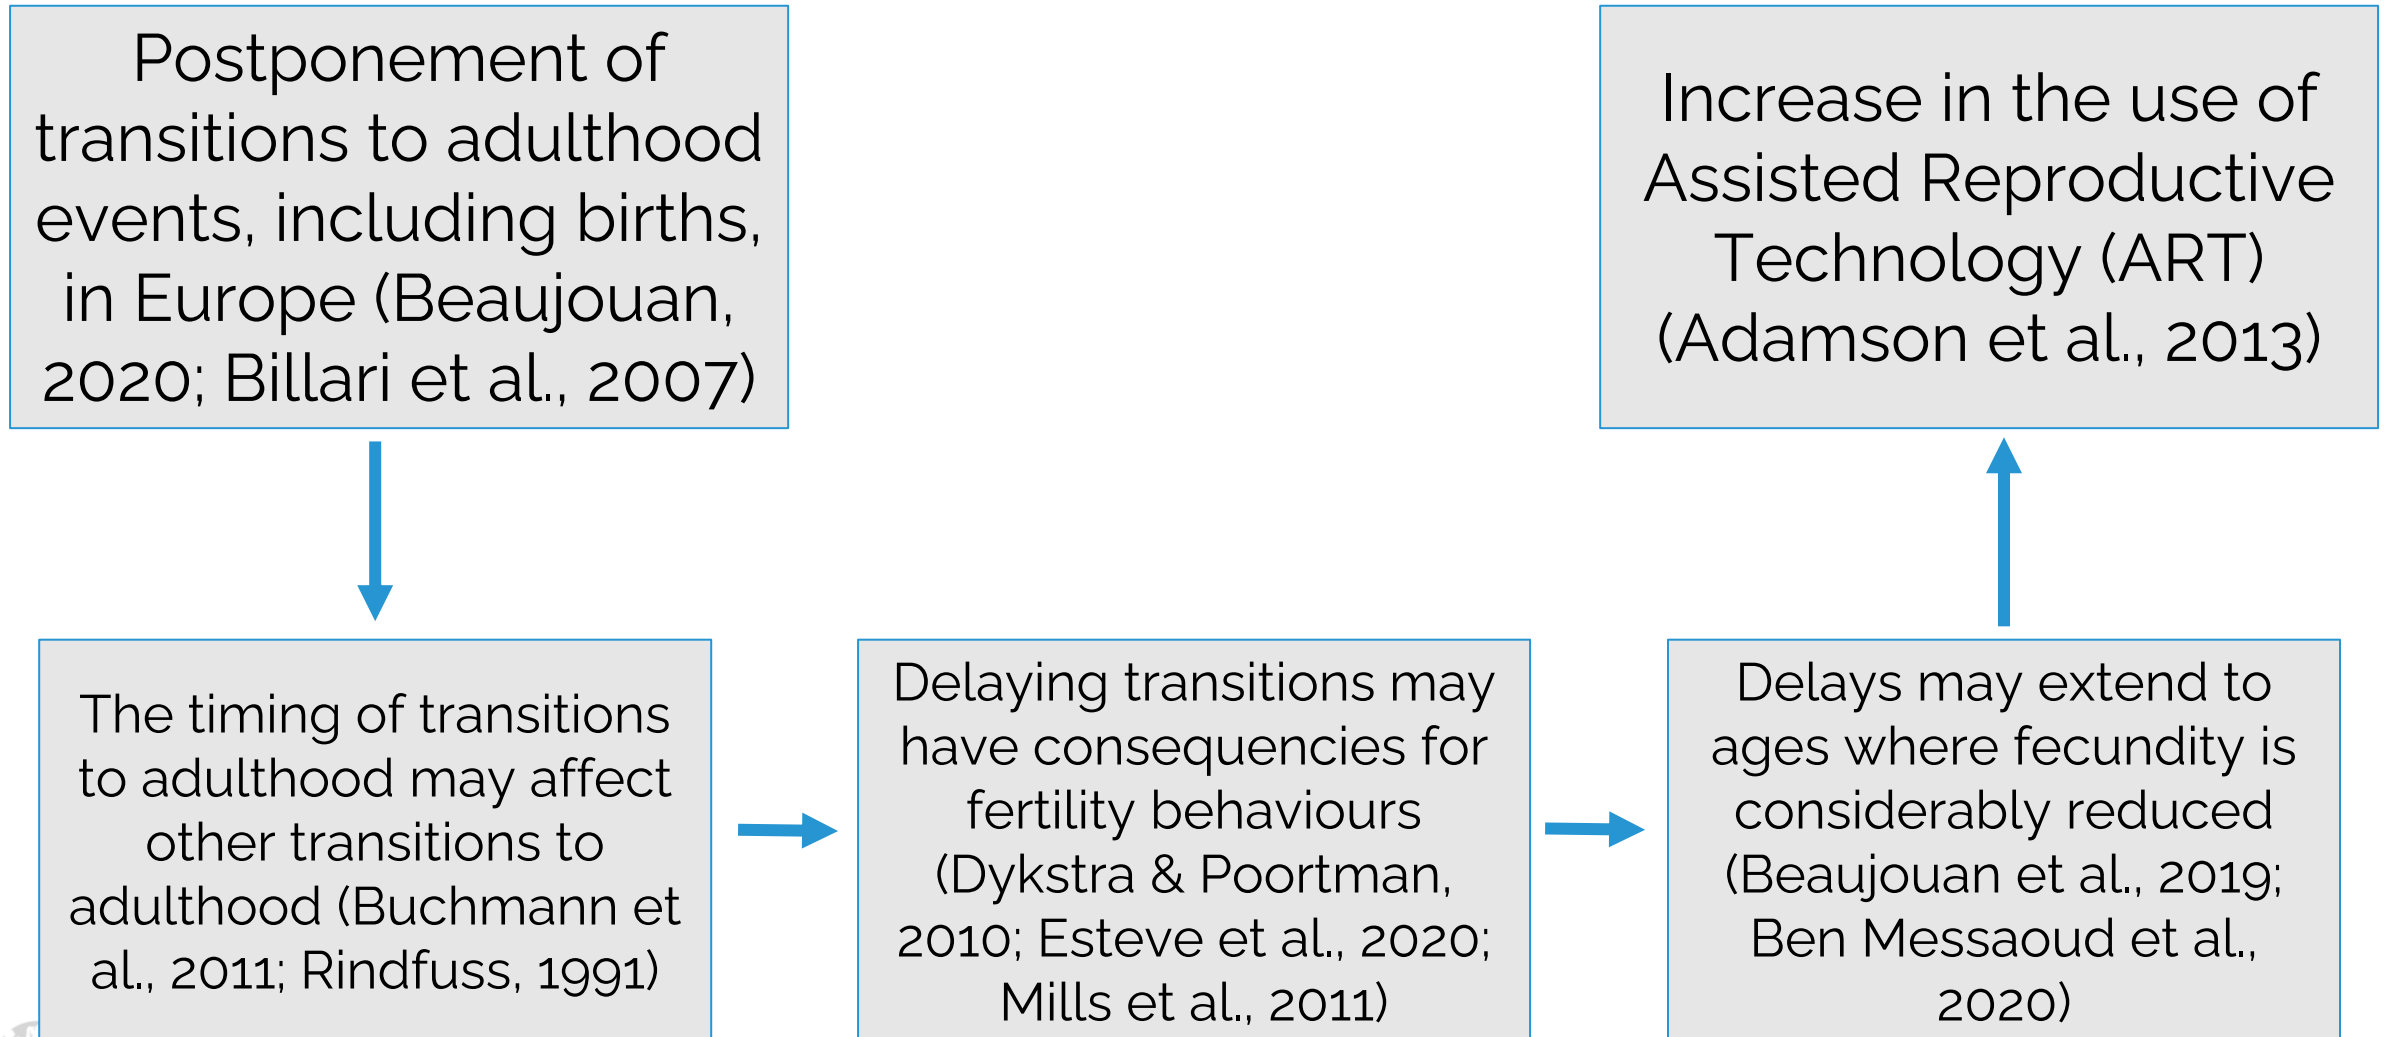 Postponement of
transitions to adulthood
events, including births,
in Europe (Beaujouan,
2020; Billari et al., 2007)
The timing of transitions
to adulthood may affect
other transitions to
adulthood (Buchmann et
al., 2011; Rindfuss, 1991)
Delaying transitions may
have consequencies for
fertility behaviours
(Dykstra & Poortman,
2010; Esteve et al., 2020;
Mills et al., 2011)
Delays may extend to
ages where fecundity is
considerably reduced
(Beaujouan et al., 2019;
Ben Messaoud et al.,
2020)
Increase in the use of
Assisted Reproductive
Technology (ART)
(Adamson et al., 2013)